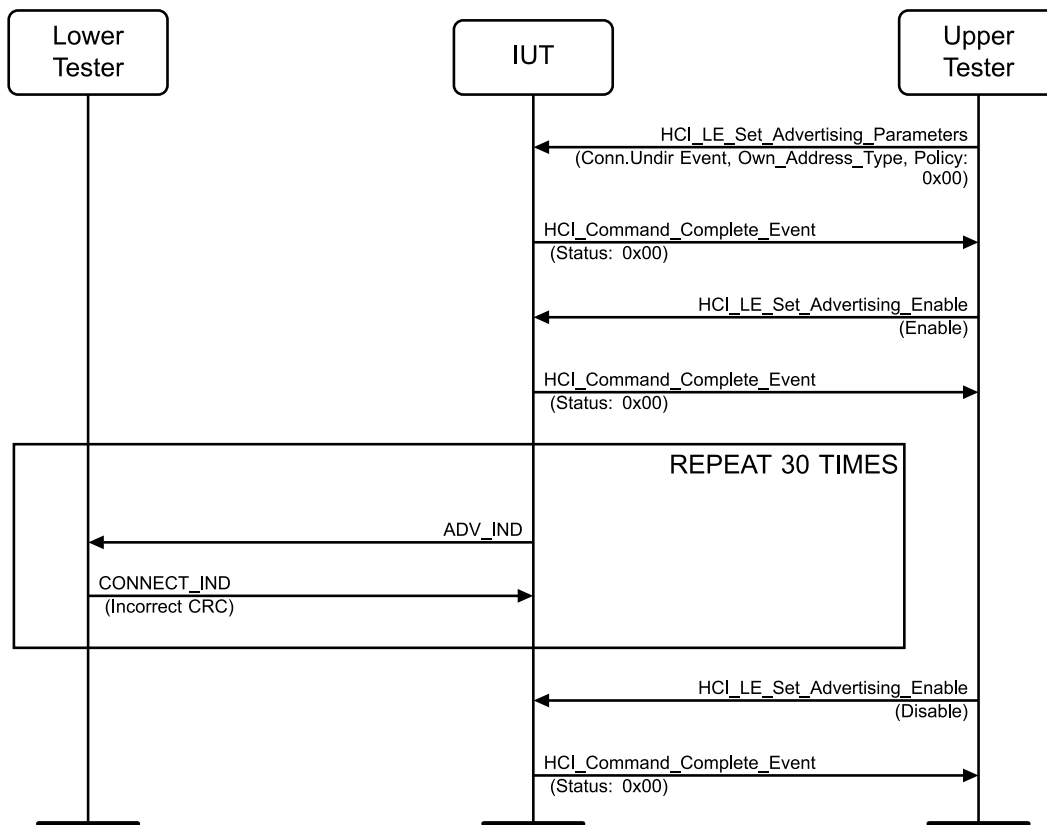 Lower
Tester
IUT
Upper
Tester
HCI_LE_Set_Advertising_Parameters
(Conn.Undir Event, Own_Address_Type, Policy:
0x00)
HCI_Command_Complete_Event
(Status: 0x00)
HCI_LE_Set_Advertising_Enable
(Enable)
HCI_Command_Complete_Event
(Status: 0x00)
REPEAT 30 TIMES
ADV_IND
CONNECT_IND
(Incorrect CRC)
HCI_LE_Set_Advertising_Enable
(Disable)
HCI_Command_Complete_Event
(Status: 0x00)